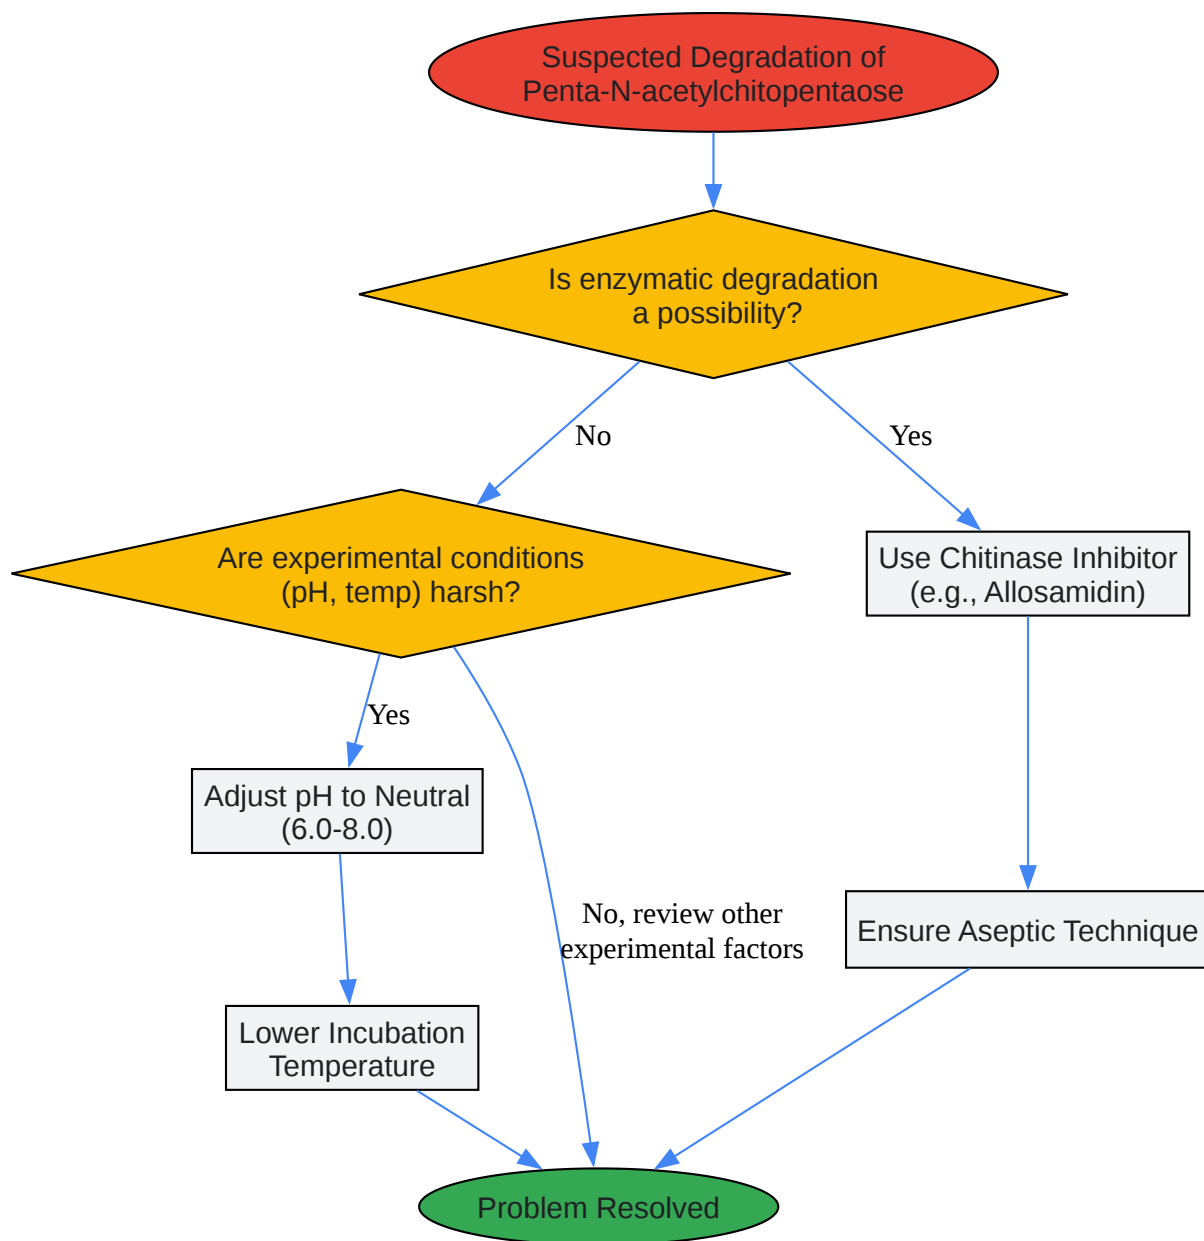 Suspected Degradation of
Penta-N-acetylchitopentaose
Is enzymatic degradation
a possibility?
No
Yes
Are experimental conditions
(pH, temp) harsh?
Use Chitinase Inhibitor
(e.g., Allosamidin)
Yes
Adjust pH to Neutral
(6.0-8.0)
No, review other
experimental factors
Ensure Aseptic Technique
Lower Incubation
Temperature
Problem Resolved